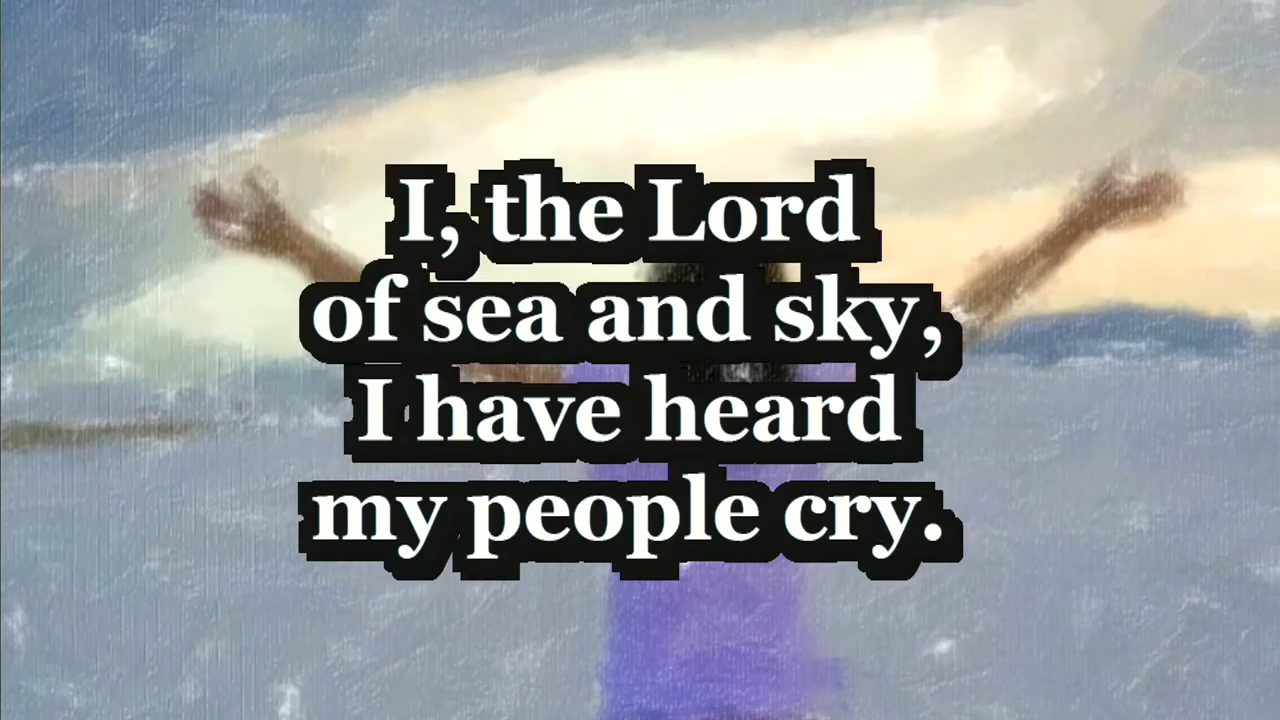 I, the Lord
of sea and sky,
I have heard
my people cry.